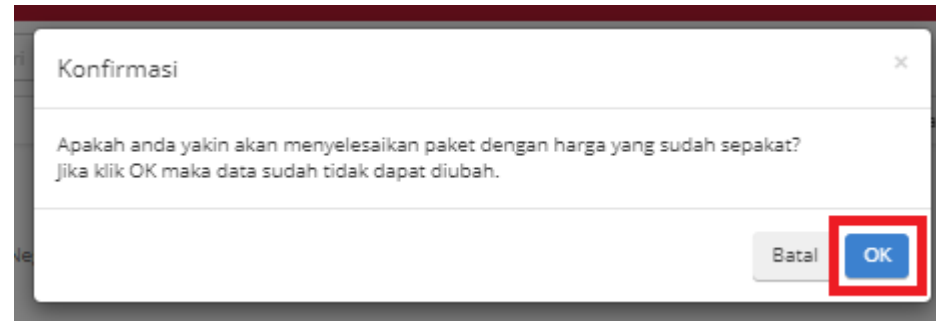 Konfirmasi
×
Apakah anda yakin akan menyelesaikan paket dengan harga yang sudah sepakat?
Jika klik OK maka data sudah tidak dapat diubah.
Batal OK